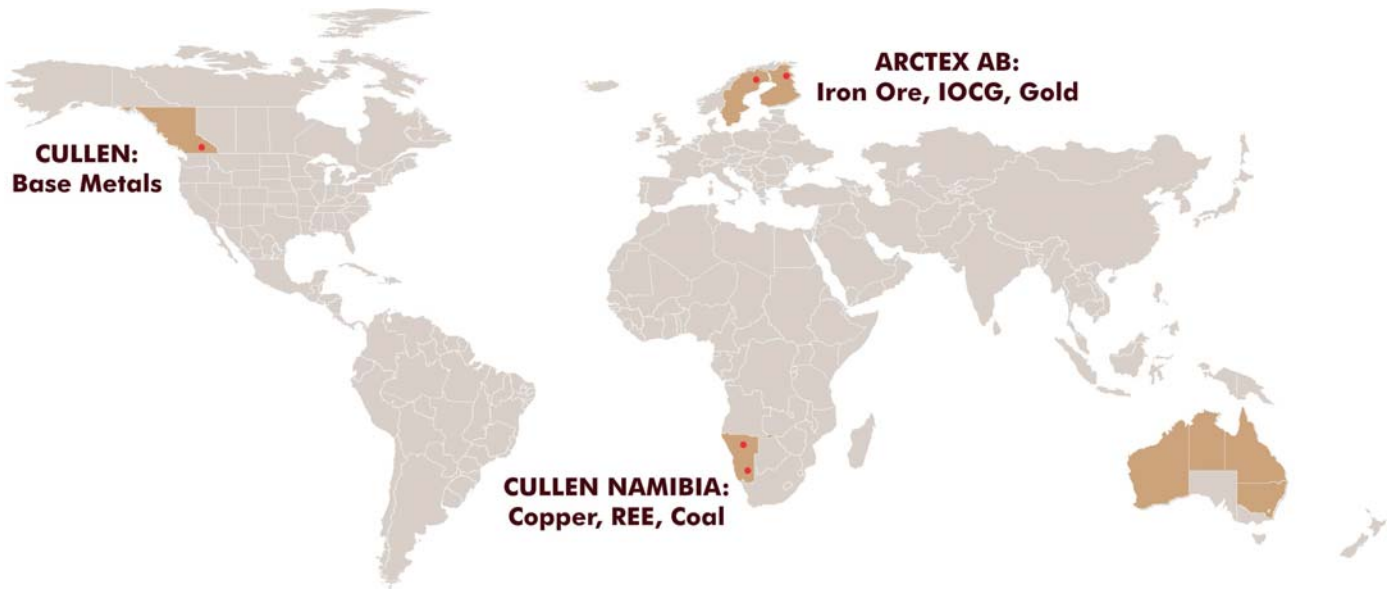 ARCTEX AB:
Iron Ore, IOCG, Gold
CULLEN:
Base Metals
CULLEN NAMIBIA:
Copper, REE, Coal